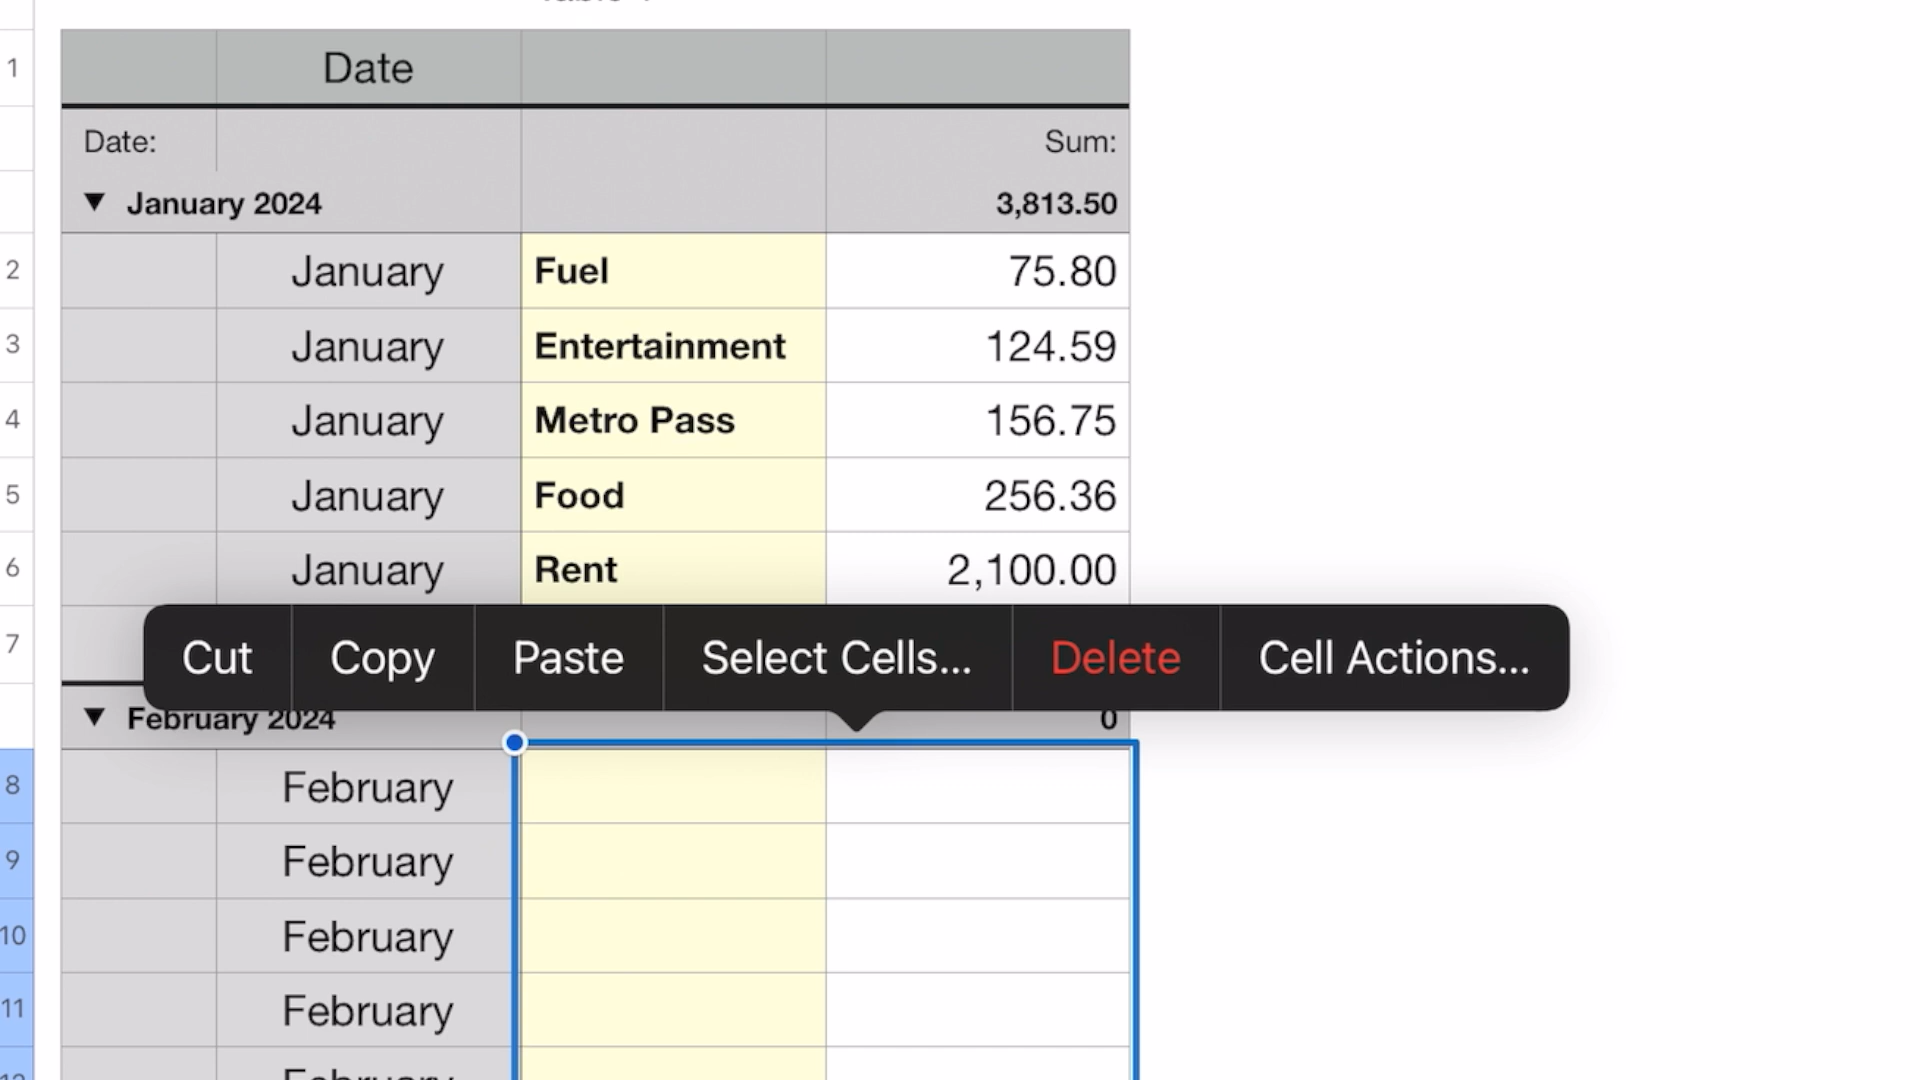 1 Date
Date: Sum:
▼ January 2024 3,813.50
2 January Fuel 75.80
3 January Entertainment 124.59
4 January Metro Pass 156.75
5 January Food 256.36
6 January Rent 2,100.00
7 Cut Copy Paste Select Cells... Delete Cell Actions...
▼ February 2024 0
8 February
9 February
10 February
11 February